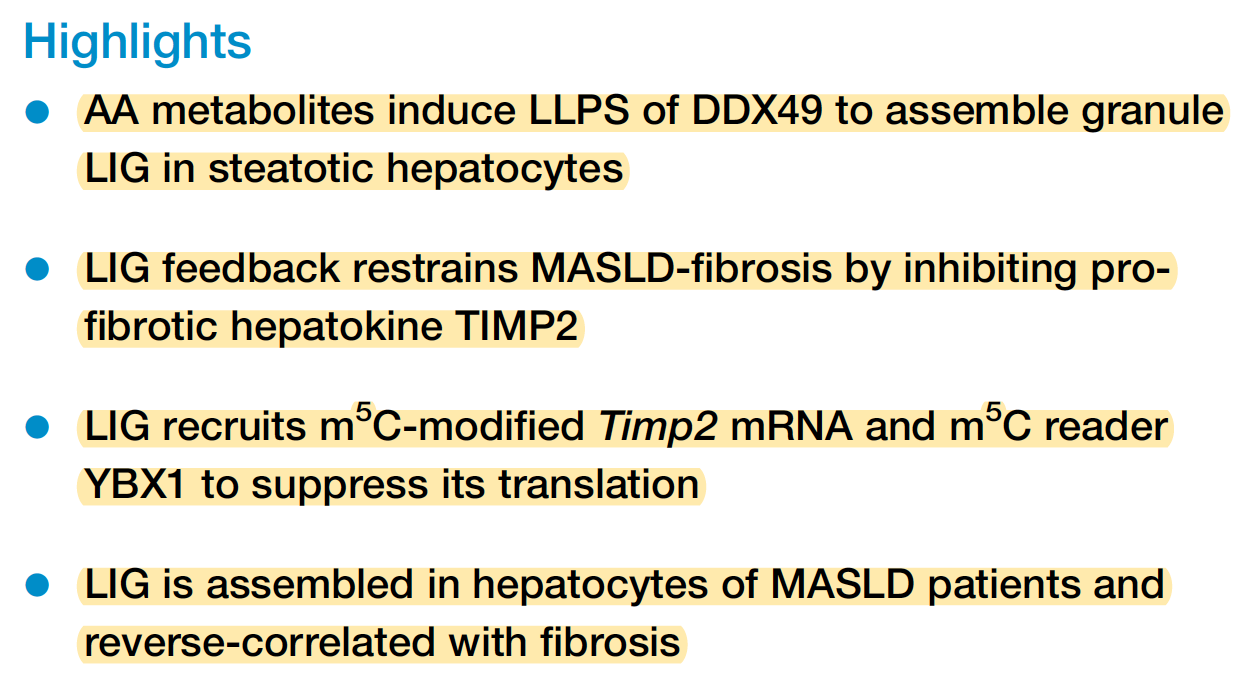 Highlights
AA metabolites induce LLPS of DDX49 to assemble granule
LIG in steatotic hepatocytes
LIG feedback restrains MASLD-fibrosis by inhibiting pro-
fibrotic hepatokine TIMP2
LIG recruits m⁵C-modified Timp2 mRNA and m⁵C reader
YBX1 to suppress its translation
LIG is assembled in hepatocytes of MASLD patients and
reverse-correlated with fibrosis